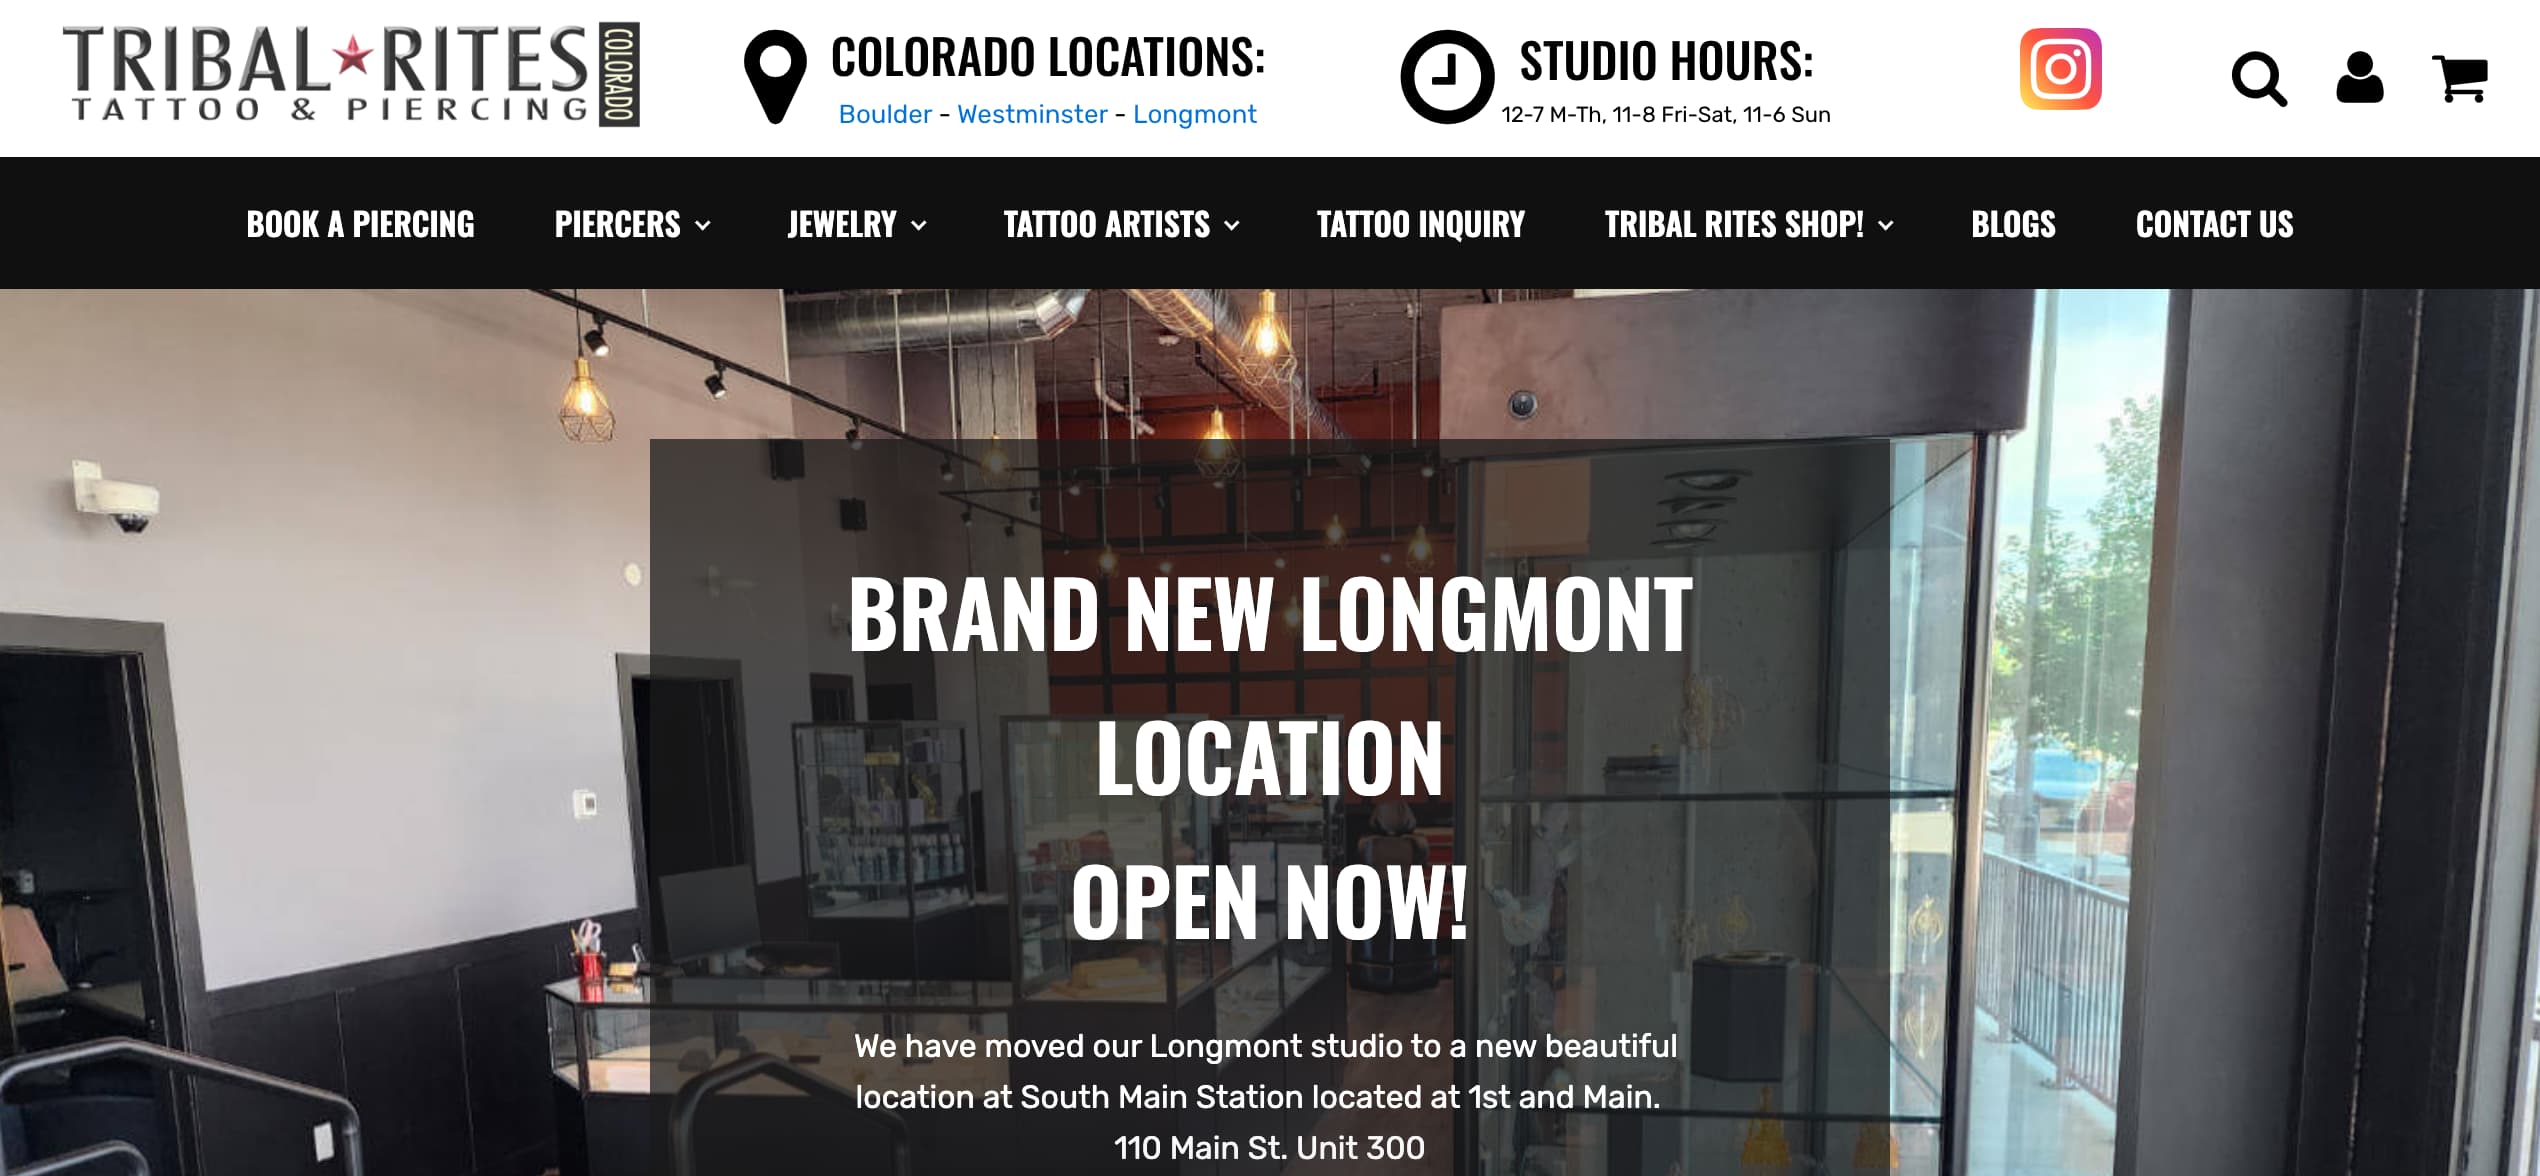 TRIBAL★RITES COLORADO
TATTOO & PIERCING
COLORADO LOCATIONS:
Boulder - Westminster - Longmont
STUDIO HOURS:
12-7 M-Th, 11-8 Fri-Sat, 11-6 Sun
BOOK A PIERCING PIERCERS JEWELRY TATTOO ARTISTS TATTOO INQUIRY TRIBAL RITES SHOP! BLOGS CONTACT US
BRAND NEW LONGMONT
LOCATION
OPEN NOW!
We have moved our Longmont studio to a new beautiful
location at South Main Station located at 1st and Main.
110 Main St. Unit 300